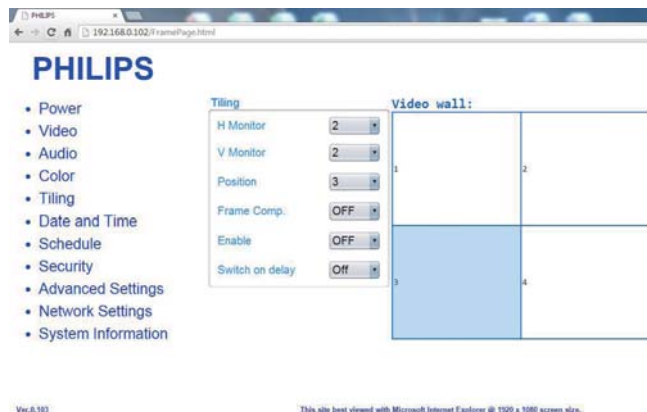 PHILIPS
192.168.0.102/FramePage.html
PHILIPS
Power
Video
Audio
Color
Tiling
Date and Time
Schedule
Security
Advanced Settings
Network Settings
System Information
Tiling
H Monitor 2
V Monitor 2
Position 3
Frame Comp. OFF
Enable OFF
Switch on delay Off
Video wall:
1 2
3 4
Ver.0.103
This site best viewed with Microsoft Internet Explorer @ 1920 x 1080 screen size.